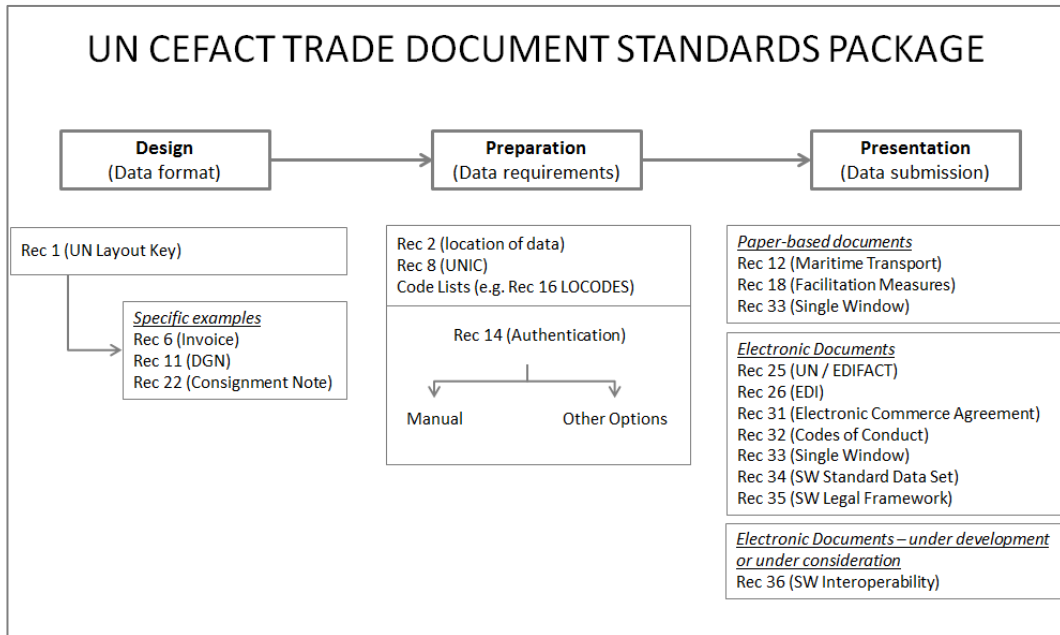 UN CEFACT TRADE DOCUMENT STANDARDS PACKAGE
Design
(Data format)
Preparation
(Data requirements)
Presentation
(Data submission)
Rec 1 (UN Layout Key)
Specific examples
Rec 6 (Invoice)
Rec 11 (DGN)
Rec 22 (Consignment Note)
Rec 2 (location of data)
Rec 8 (UNIC)
Code Lists (e.g. Rec 16 LOCODES)
Rec 14 (Authentication)
Manual
Other Options
Paper-based documents
Rec 12 (Maritime Transport)
Rec 18 (Facilitation Measures)
Rec 33 (Single Window)
Electronic Documents
Rec 25 (UN / EDIFACT)
Rec 26 (EDI)
Rec 31 (Electronic Commerce Agreement)
Rec 32 (Codes of Conduct)
Rec 33 (Single Window)
Rec 34 (SW Standard Data Set)
Rec 35 (SW Legal Framework)
Electronic Documents – under development
or under consideration
Rec 36 (SW Interoperability)